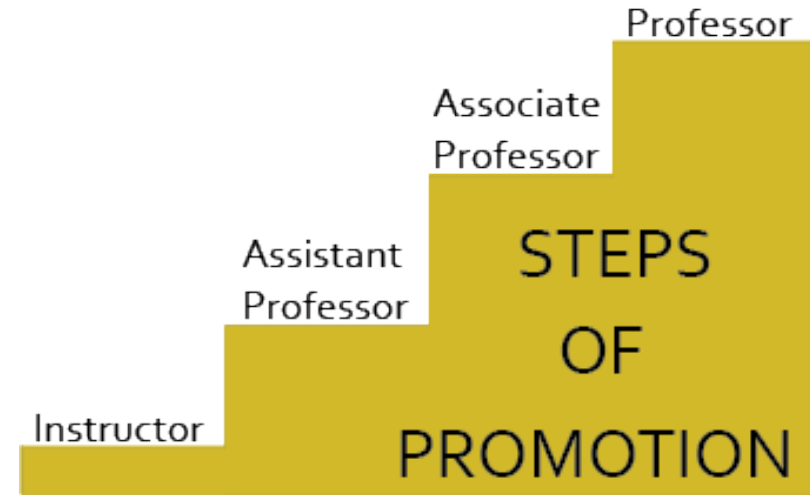 Professor
Associate
Professor
Assistant
Professor
Instructor
STEPS
OF
PROMOTION